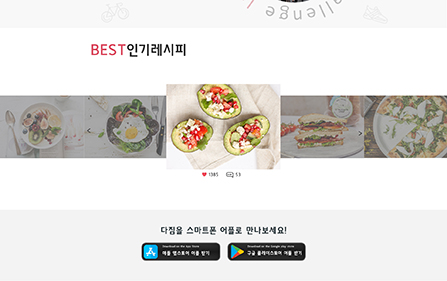 Challenge
BEST인기레시피
1385 53
다짐을 스마트폰 어플로 만나보세요!
Download on the App Store
애플 앱스토어 어플 받기
Download on the Google play store
구글 플레이스토어 어플 받기